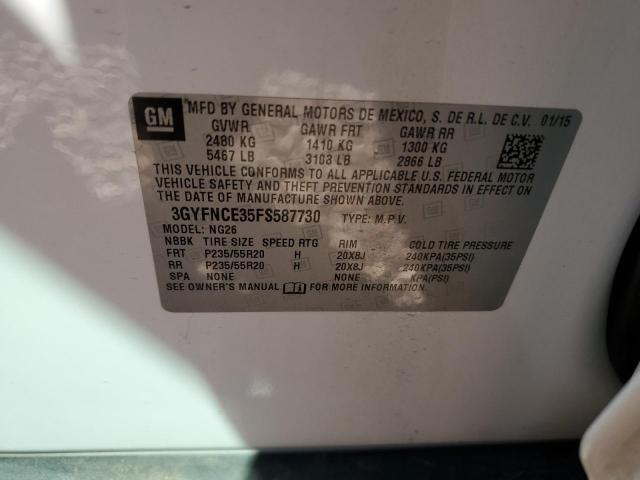 GM MFD BY GENERAL MOTORS DE MEXICO, S. DE R.L. DE C.V. 01/15
GVWR GAWR FRT GAWR RR
2480 KG 1410 KG 1300 KG
5467 LB 3103 LB 2866 LB
THIS VEHICLE CONFORMS TO ALL APPLICABLE U.S. FEDERAL MOTOR
VEHICLE SAFETY AND THEFT PREVENTION STANDARDS IN EFFECT ON
THE DATE OF MANUFACTURE SHOWN ABOVE.
3GYFNCE35FS587730 TYPE: M.P.V.
MODEL: NG26
NBBK TIRE SIZE SPEED RTG RIM COLD TIRE PRESSURE
FRT P235/55R20 H 20X8J 240KPA(35PSI)
RR P235/55R20 H 20X8J 240KPA(35PSI)
SPA NONE NONE KPA(PSI)
SEE OWNER'S MANUAL FOR MORE INFORMATION.